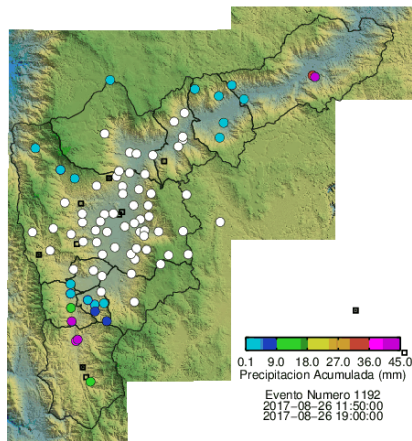 0.1 9.0 18.0 27.0 36.0 45.0
Precipitacion Acumulada (mm)
Evento Numero 1192
2017-08-26 11:50:00
2017-08-26 19:00:00